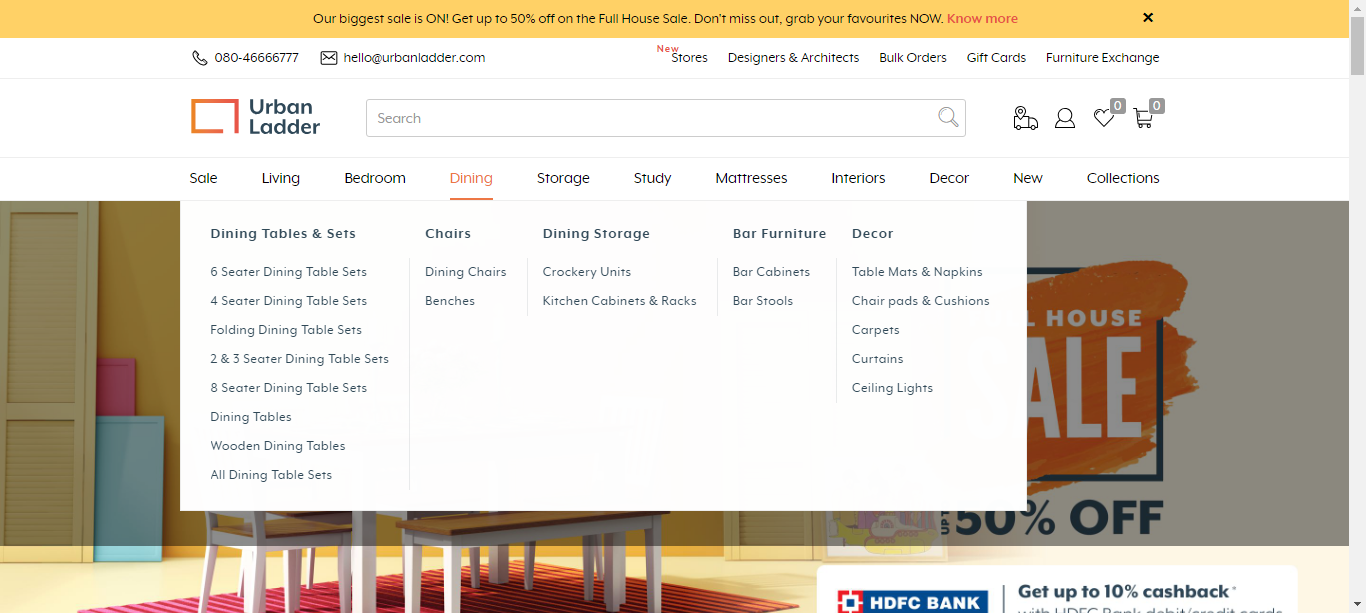 Our biggest sale is ON! Get up to 50% off on the Full House Sale. Don't miss out, grab your favourites NOW. Know more
080-46666777
hello@urbanladder.com
New
Stores
Designers & Architects
Bulk Orders
Gift Cards
Furniture Exchange
Urban
Ladder
Search
0
0
Sale
Living
Bedroom
Dining
Storage
Study
Mattresses
Interiors
Decor
New
Collections
Dining Tables & Sets
6 Seater Dining Table Sets
4 Seater Dining Table Sets
Folding Dining Table Sets
2 & 3 Seater Dining Table Sets
8 Seater Dining Table Sets
Dining Tables
Wooden Dining Tables
All Dining Table Sets
Chairs
Dining Chairs
Benches
Dining Storage
Crockery Units
Kitchen Cabinets & Racks
Bar Furniture
Bar Cabinets
Bar Stools
Decor
Table Mats & Napkins
Chair pads & Cushions
Carpets
Curtains
Ceiling Lights
HOUSE
SALE
UP TO 50% OFF
HDFC BANK
Get up to 10% cashback*
with HDFC Bank debit/credit cards